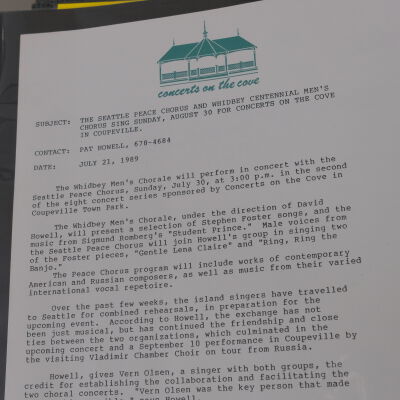 concerts on the cove
SUBJECT: THE SEATTLE PEACE CHORUS AND WHIDBEY CENTENNIAL MEN'S
CHORUS SING SUNDAY, AUGUST 30 FOR CONCERTS ON THE COVE
IN COUPEVILLE.
CONTACT: PAT HOWELL, 678-4684
DATE: JULY 21, 1989
The Whidbey Men's Chorale will perform in concert with the
Seattle Peace Chorus, Sunday, July 30, at 3:00 p.m. in the second
of the eight concert series sponsored by Concerts on the Cove in
Coupeville Town Park.
The Whidbey Men's Chorale, under the direction of David
Howell, will present a selection of Stephen Foster songs, and the
music from Sigmund Romberg's "Student Prince." Male voices from
the Seattle Peace Chorus will join Howell's group in singing two
of the Foster pieces, "Gentle Lena Claire" and "Ring, Ring the
Banjo."
The Peace Chorus program will include works of contemporary
American and Russian composers, as well as music from their varied
international vocal repetoire.
Over the past few weeks, the island singers have travelled
to Seattle for combined rehearsals, in preparation for the
upcoming event. According to Howell, the exchange has not
been just musical, but has continued the friendship and close
ties between the two organizations, which culminated in the
upcoming concert and a September 10 performance in Coupeville by
the visiting Vladimir Chamber Choir on tour from Russia.
Howell, gives Vern Olsen, a singer with both groups, the
credit for establishing the collaboration and facilitating the
two choral concerts. "Vern Olsen was the key person that made
said Howell.